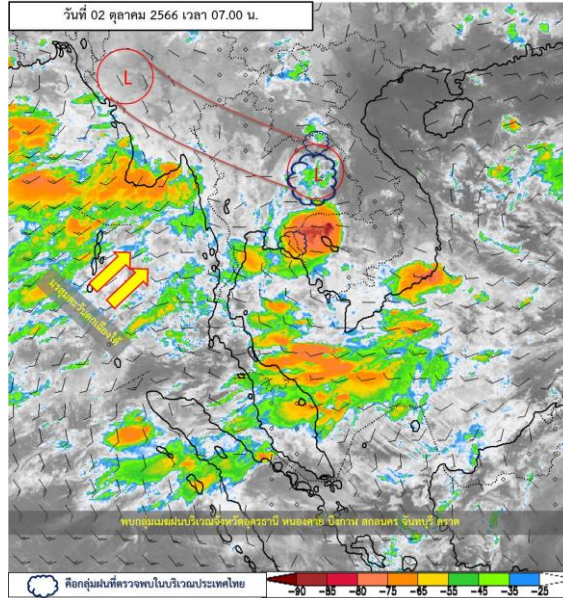 วันที่ 02 ตุลาคม 2566 เวลา 07.00 น.
L
L
มรสุมตะวันตกเฉียงใต้
พบกลุ่มเมฆฝนบริเวณจังหวัดอุดรธานี หนองคาย บึงกาฬ สกลนคร จันทบุรี ตราด
คือกลุ่มฝนที่ตรวจพบในบริเวณประเทศไทย
-90 -85 -80 -75 -65 -55 -45 -35 -25